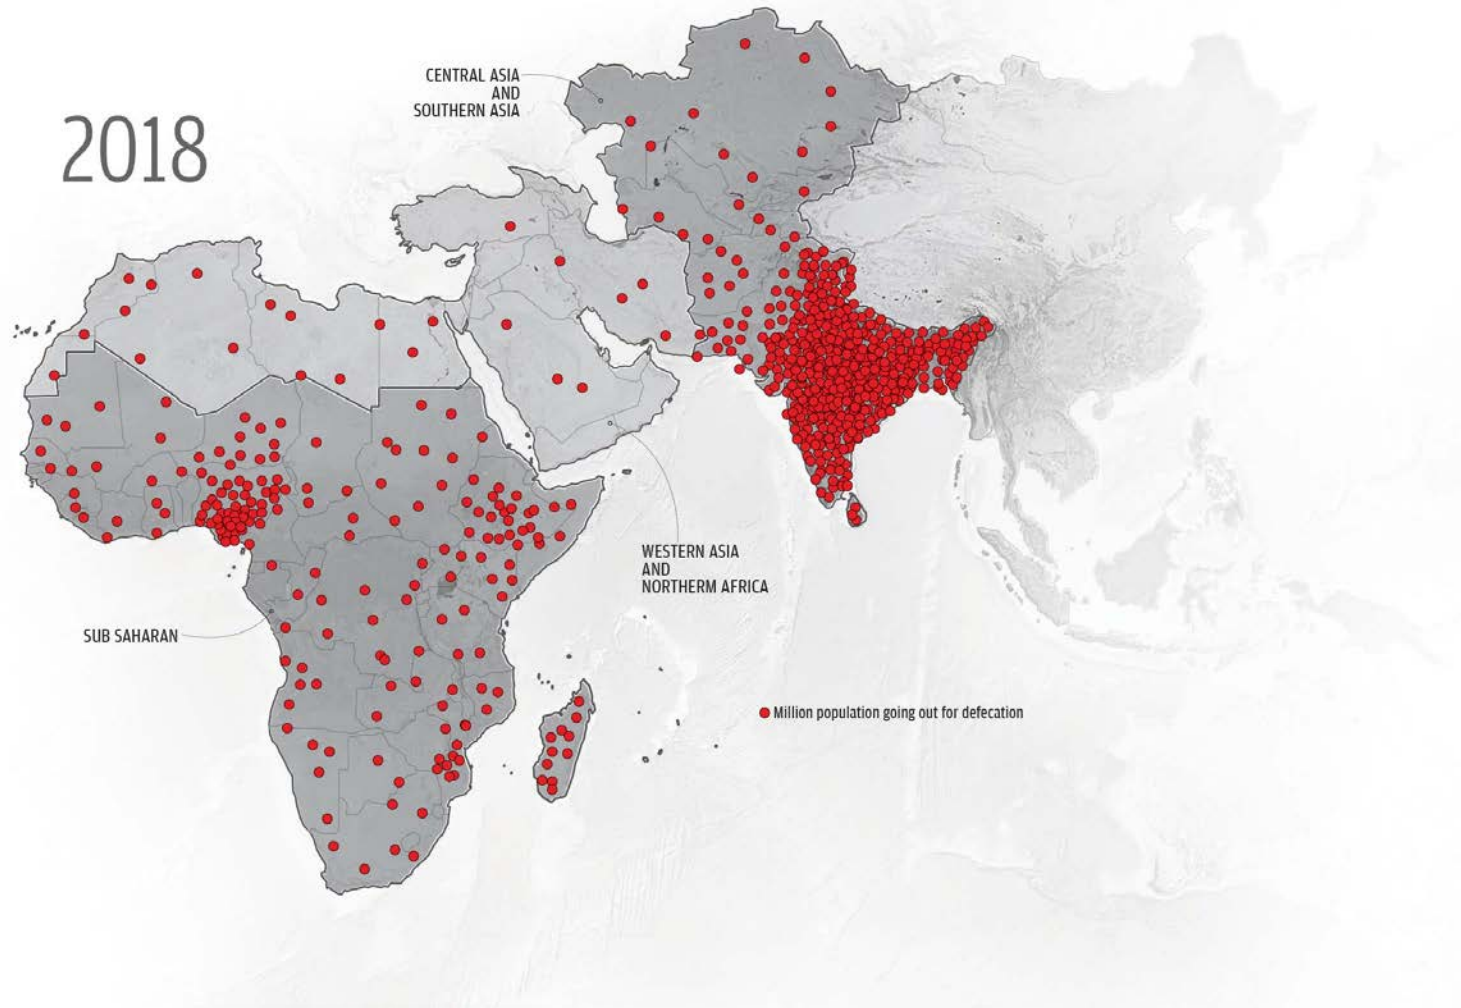 2018
CENTRAL ASIA
AND
SOUTHERN ASIA
WESTERN ASIA
AND
NORTHERM AFRICA
SUB SAHARAN
Million population going out for defecation